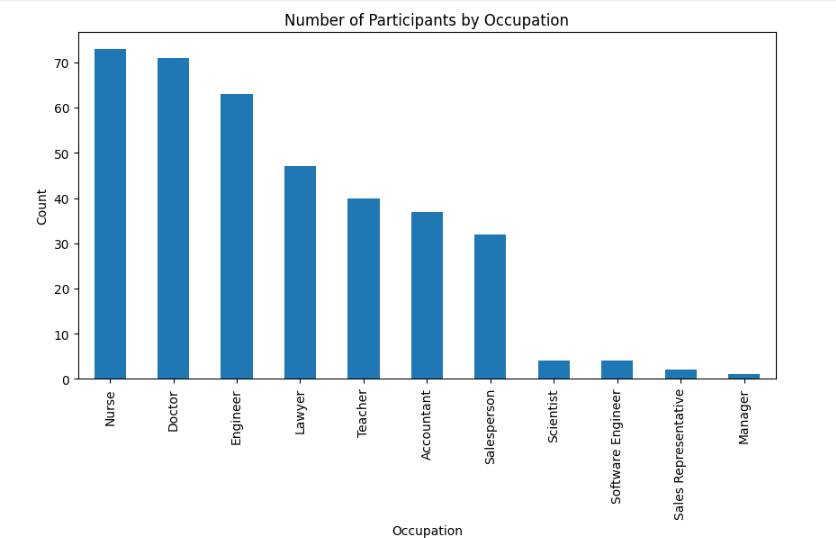 Number of Participants by Occupation
70
60
50
40
30
20
10
0
Count
Nurse
Doctor
Engineer
Lawyer
Teacher
Accountant
Salesperson
Scientist
Software Engineer
Sales Representative
Manager
Occupation